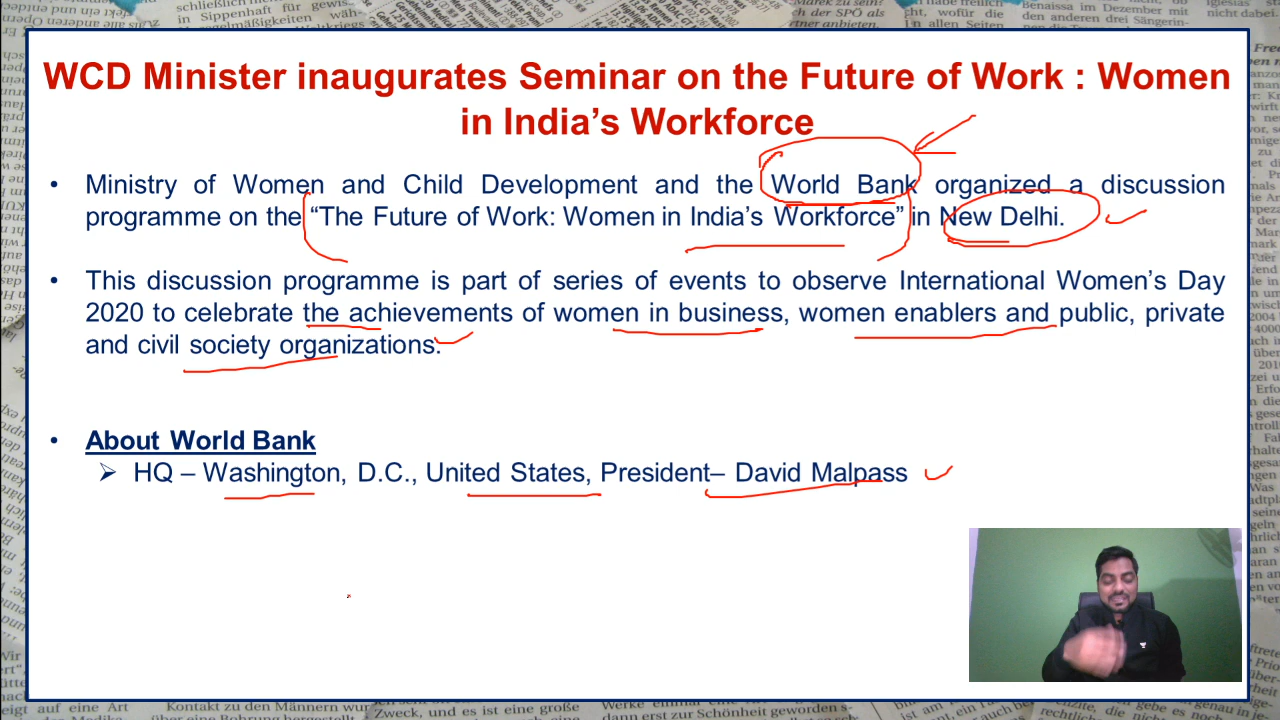 WCD Minister inaugurates Seminar on the Future of Work : Women
in India’s Workforce
• Ministry of Women and Child Development and the World Bank organized a discussion
programme on the “The Future of Work: Women in India’s Workforce” in New Delhi.
• This discussion programme is part of series of events to observe International Women’s Day
2020 to celebrate the achievements of women in business, women enablers and public, private
and civil society organizations.
• About World Bank
➢ HQ – Washington, D.C., United States, President– David Malpass